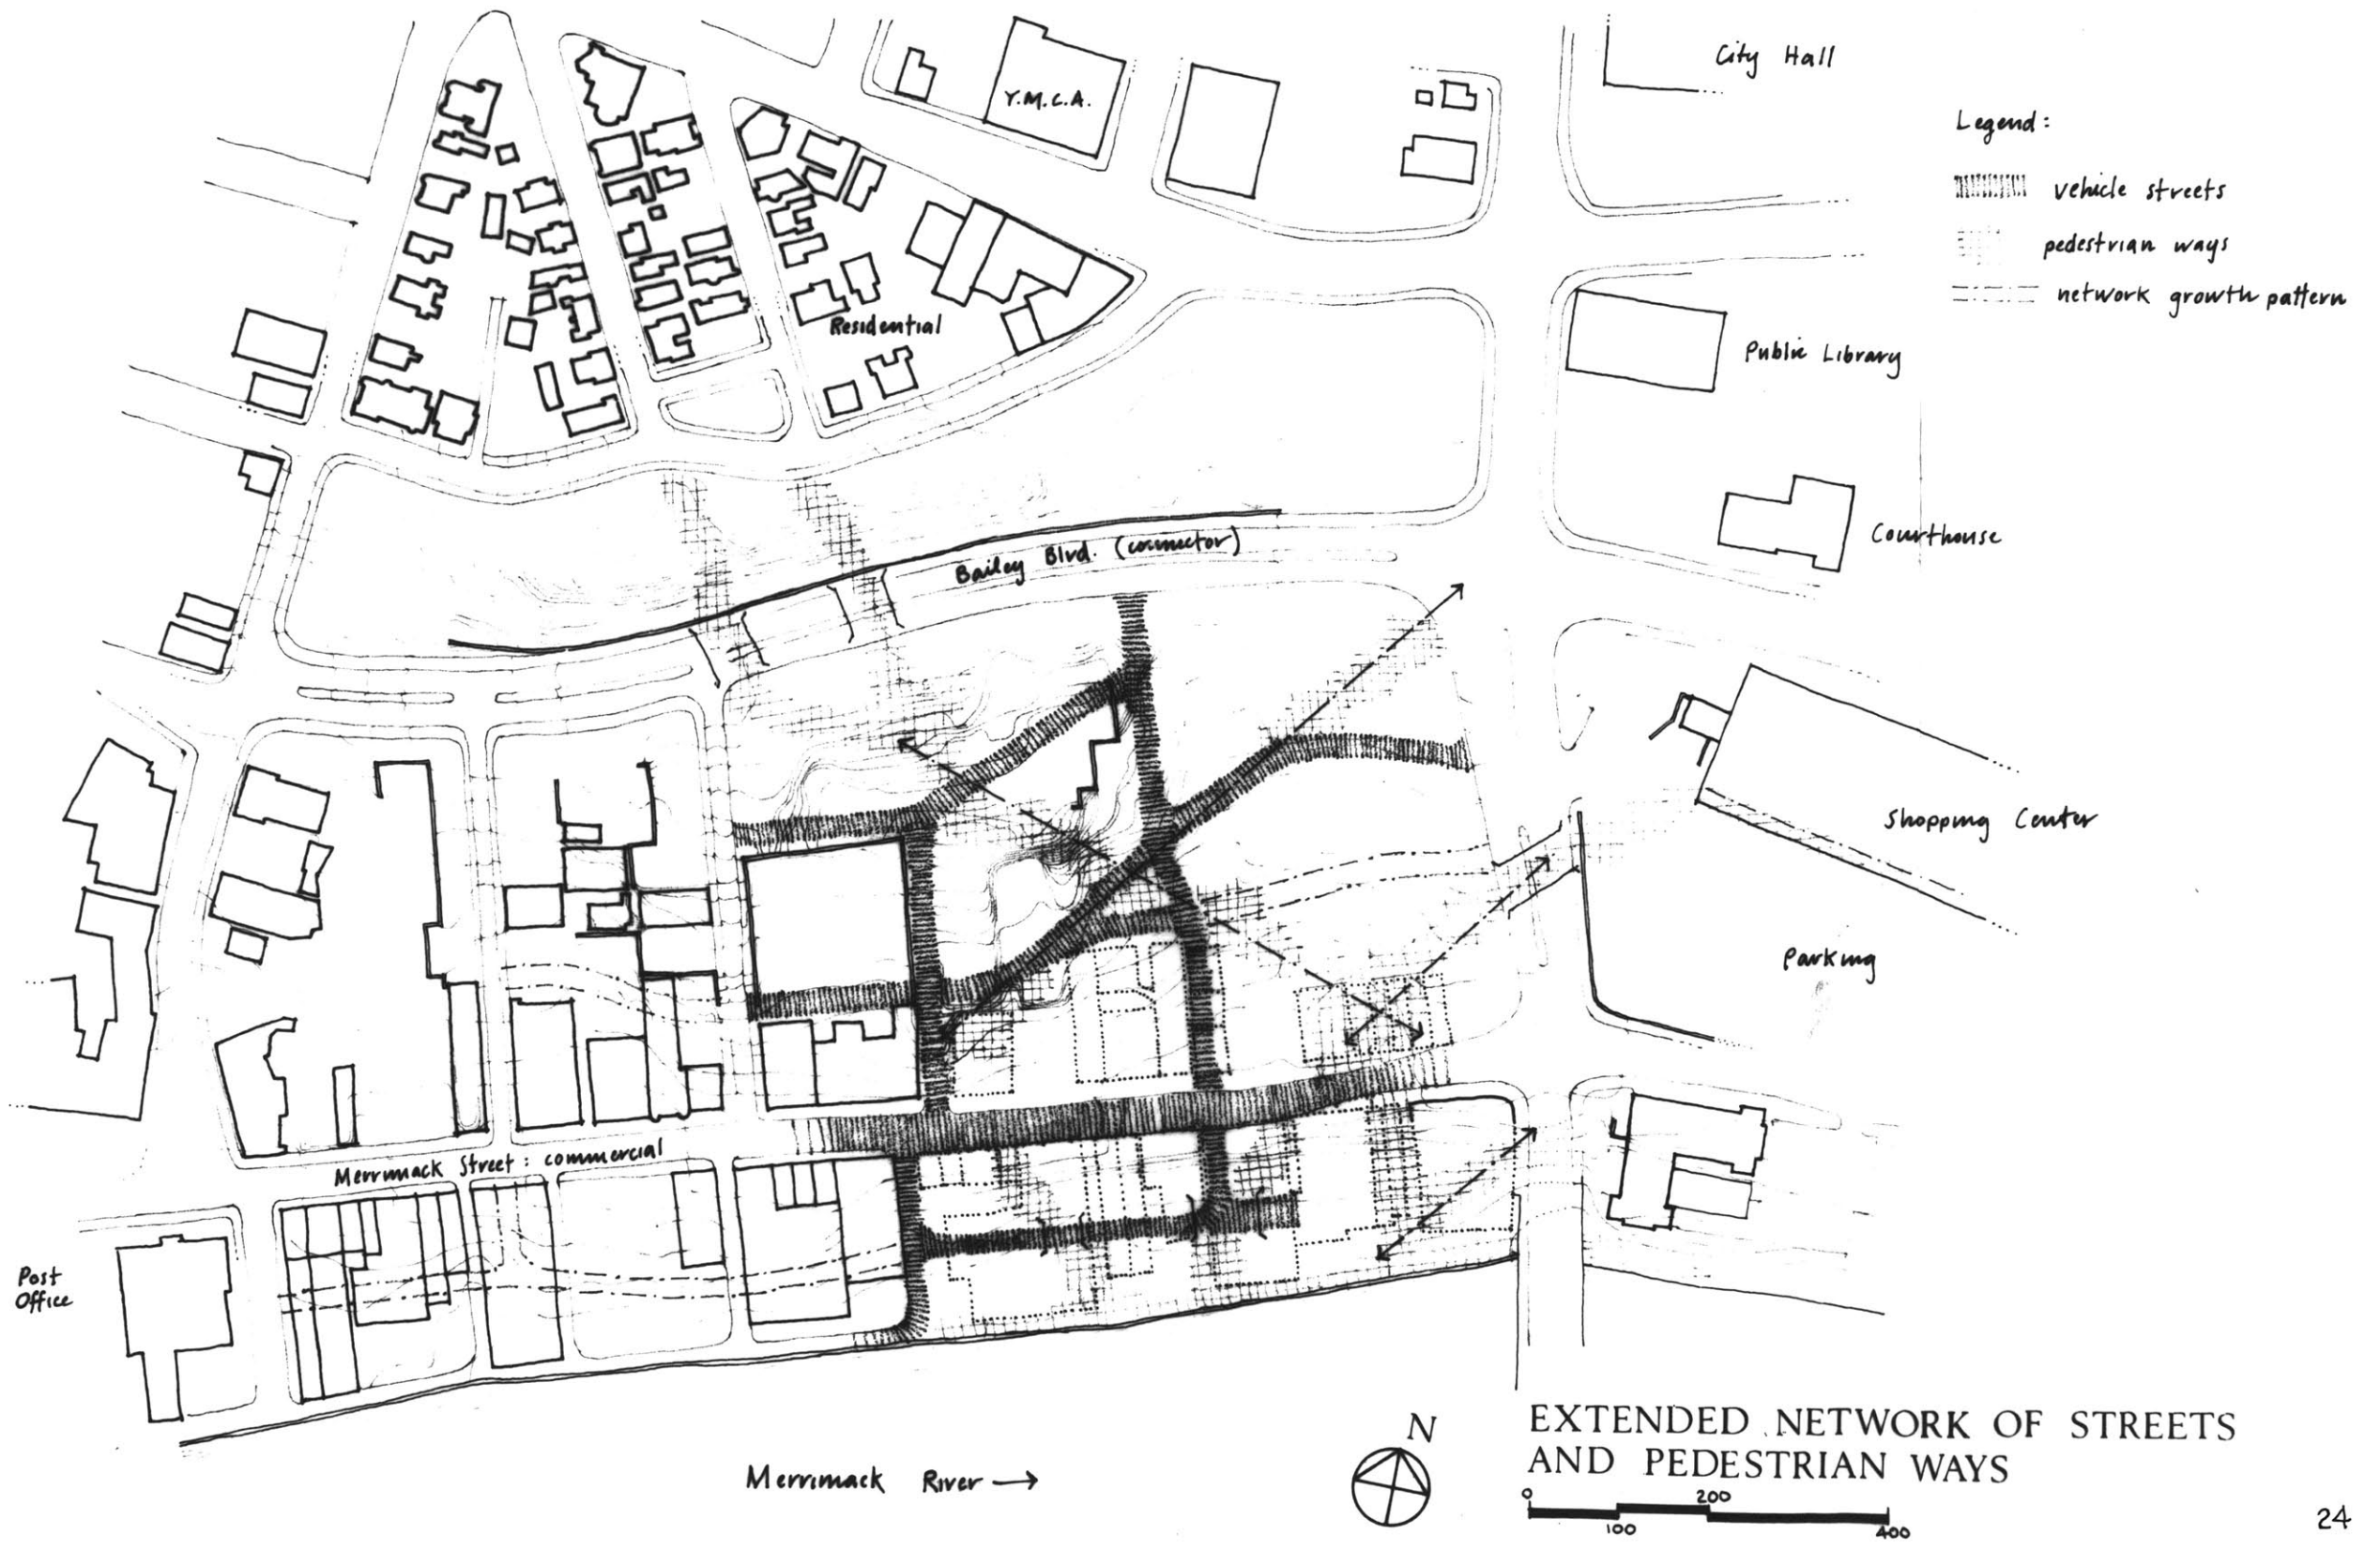 City Hall
Y.M.C.A.
Legend:
vehicle streets
pedestrian ways
network growth pattern
Residential
Public Library
Courthouse
Bailey Blvd. (connector)
Shopping Center
Parking
Merrimack Street: commercial
Post
Office
Merrimack River →
N
EXTENDED NETWORK OF STREETS
AND PEDESTRIAN WAYS
0 200
100 400
24